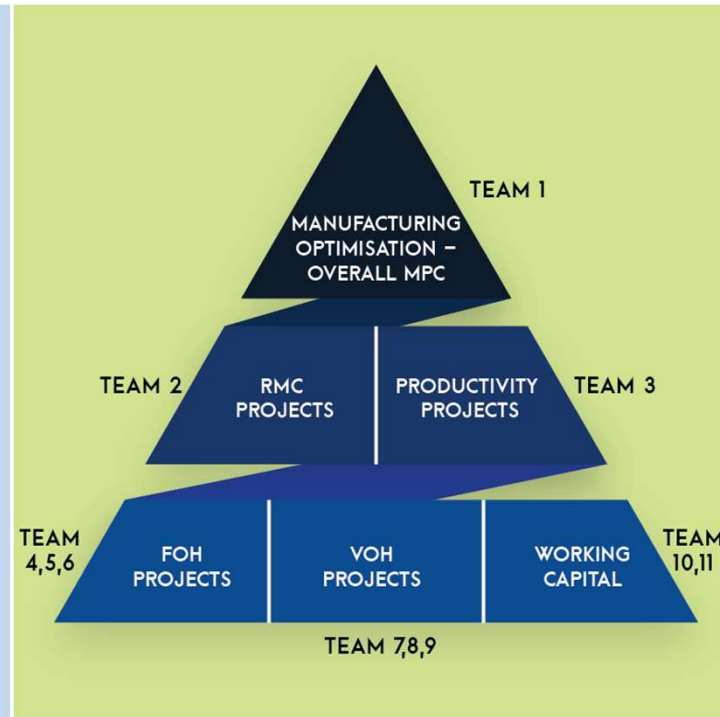 TEAM 1
MANUFACTURING
OPTIMISATION –
OVERALL MPC
TEAM 2
RMC
PROJECTS
PRODUCTIVITY
PROJECTS
TEAM 3
TEAM
4,5,6
FOH
PROJECTS
VOH
PROJECTS
WORKING
CAPITAL
TEAM
10,11
TEAM 7,8,9